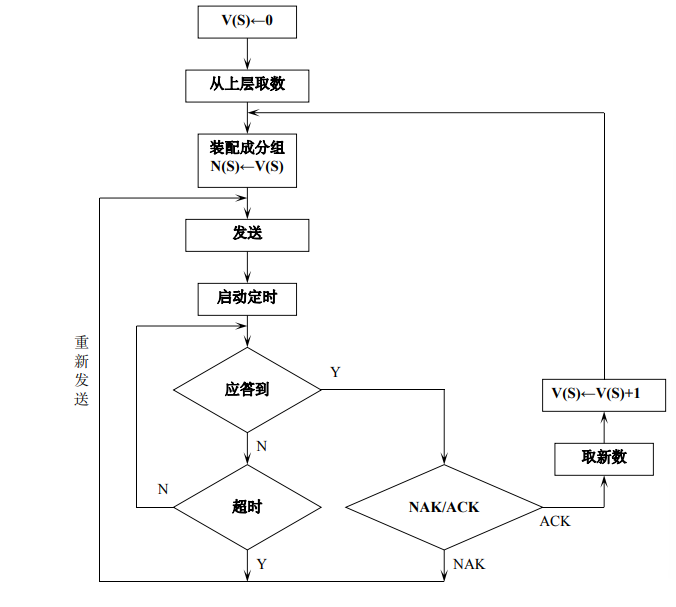 V(S)←0
从上层取数
装配成分组
N(S)←V(S)
发送
启动定时
重
新
发
送
应答到
Y
V(S)←V(S)+1
N
取新数
N
超时
NAK/ACK
ACK
Y
NAK